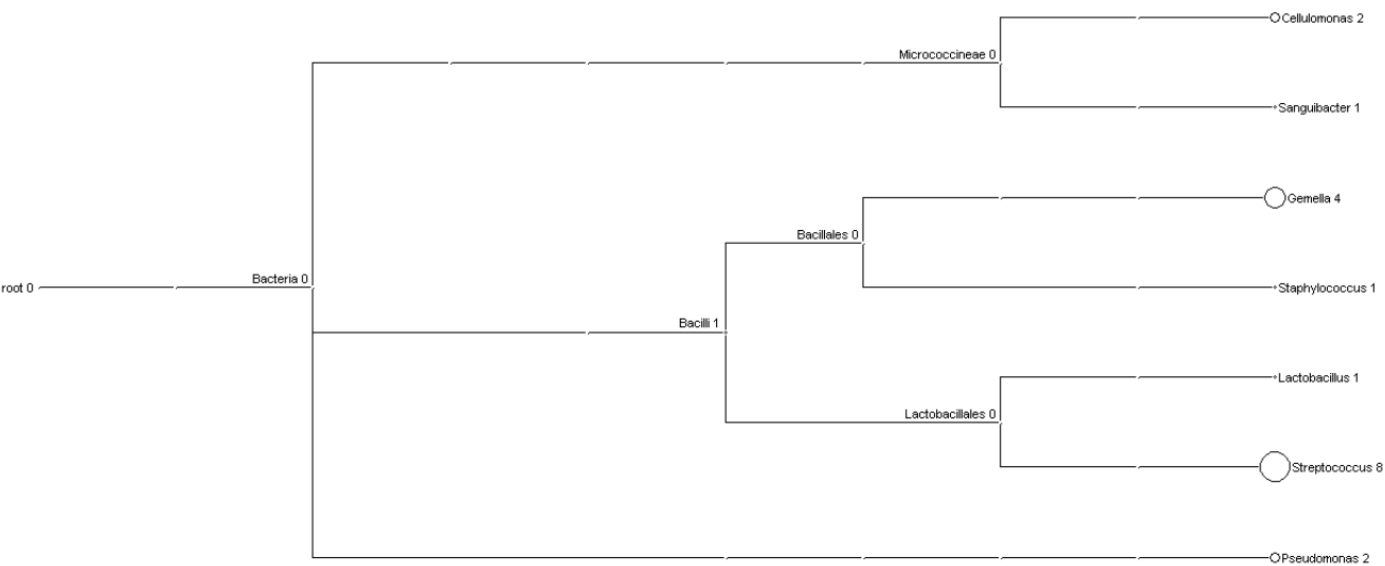 Cellulomonas 2
Micrococcineae 0
Sanguibacter 1
Gemella 4
Bacillales 0
Bacteria 0
root 0
Staphylococcus 1
Bacilli 1
Lactobacillus 1
Lactobacillales 0
Streptococcus 8
Pseudomonas 2